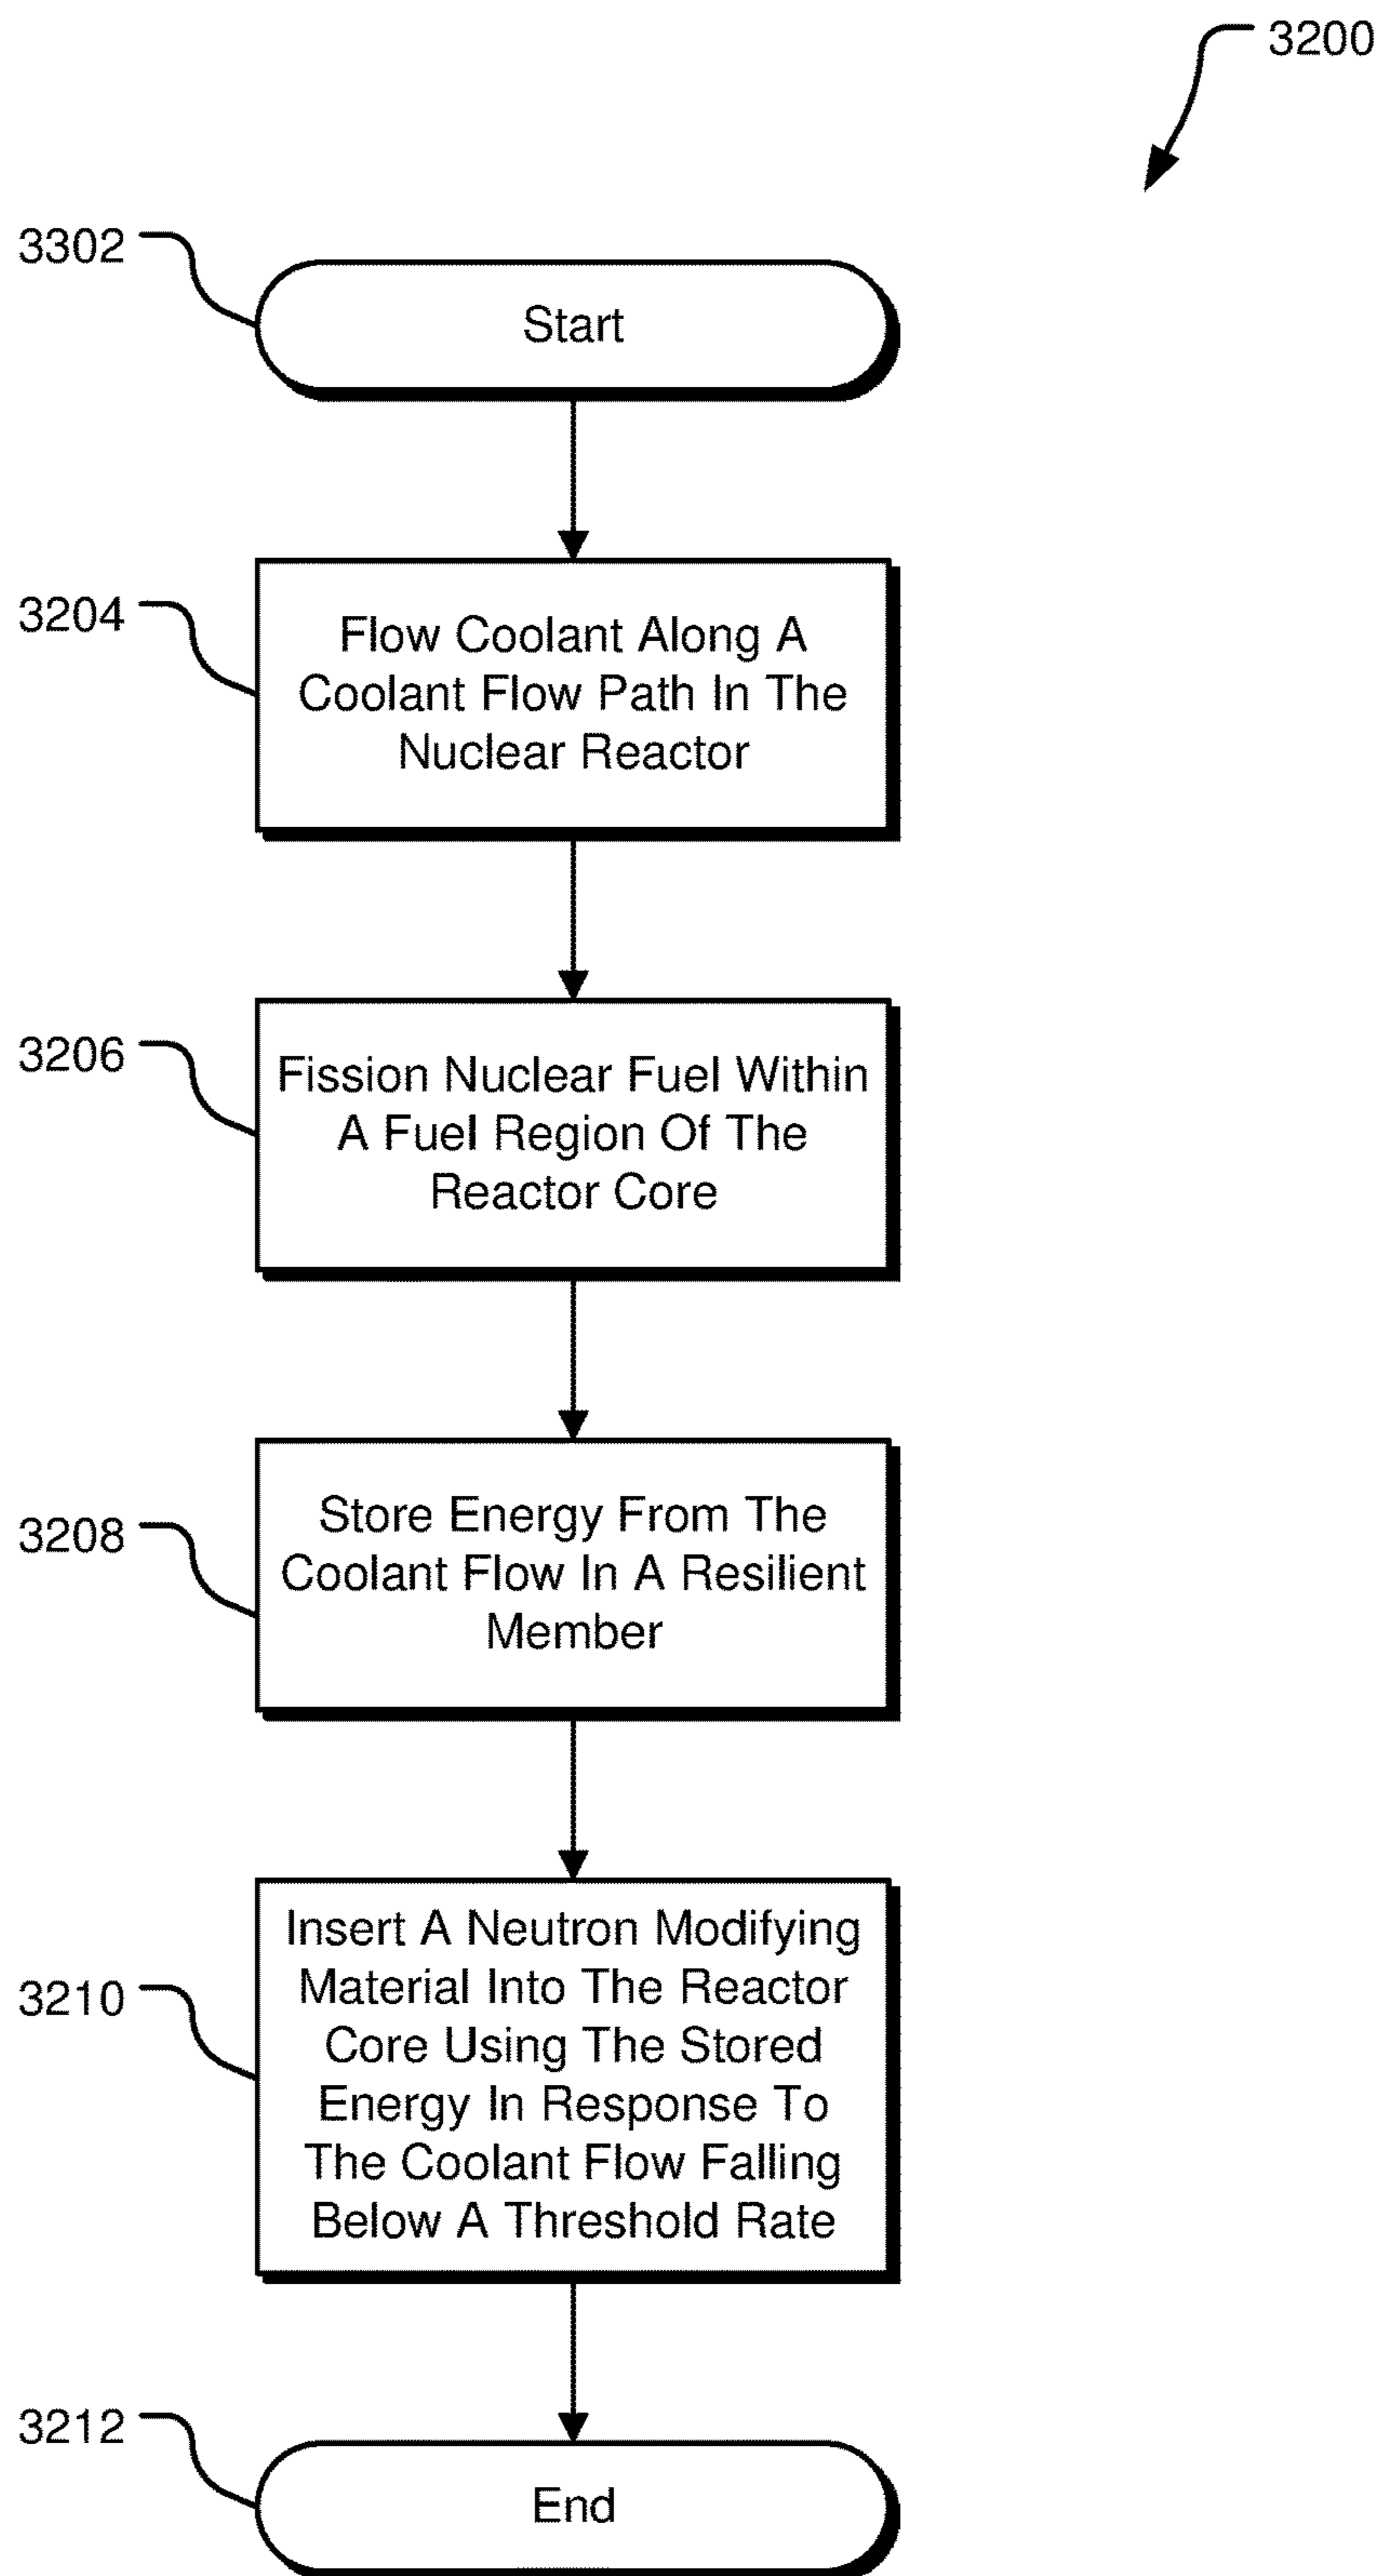 3200
3302
Start
3204
Flow Coolant Along A
Coolant Flow Path In The
Nuclear Reactor
3206
Fission Nuclear Fuel Within
A Fuel Region Of The
Reactor Core
3208
Store Energy From The
Coolant Flow In A Resilient
Member
3210
Insert A Neutron Modifying
Material Into The Reactor
Core Using The Stored
Energy In Response To
The Coolant Flow Falling
Below A Threshold Rate
3212
End